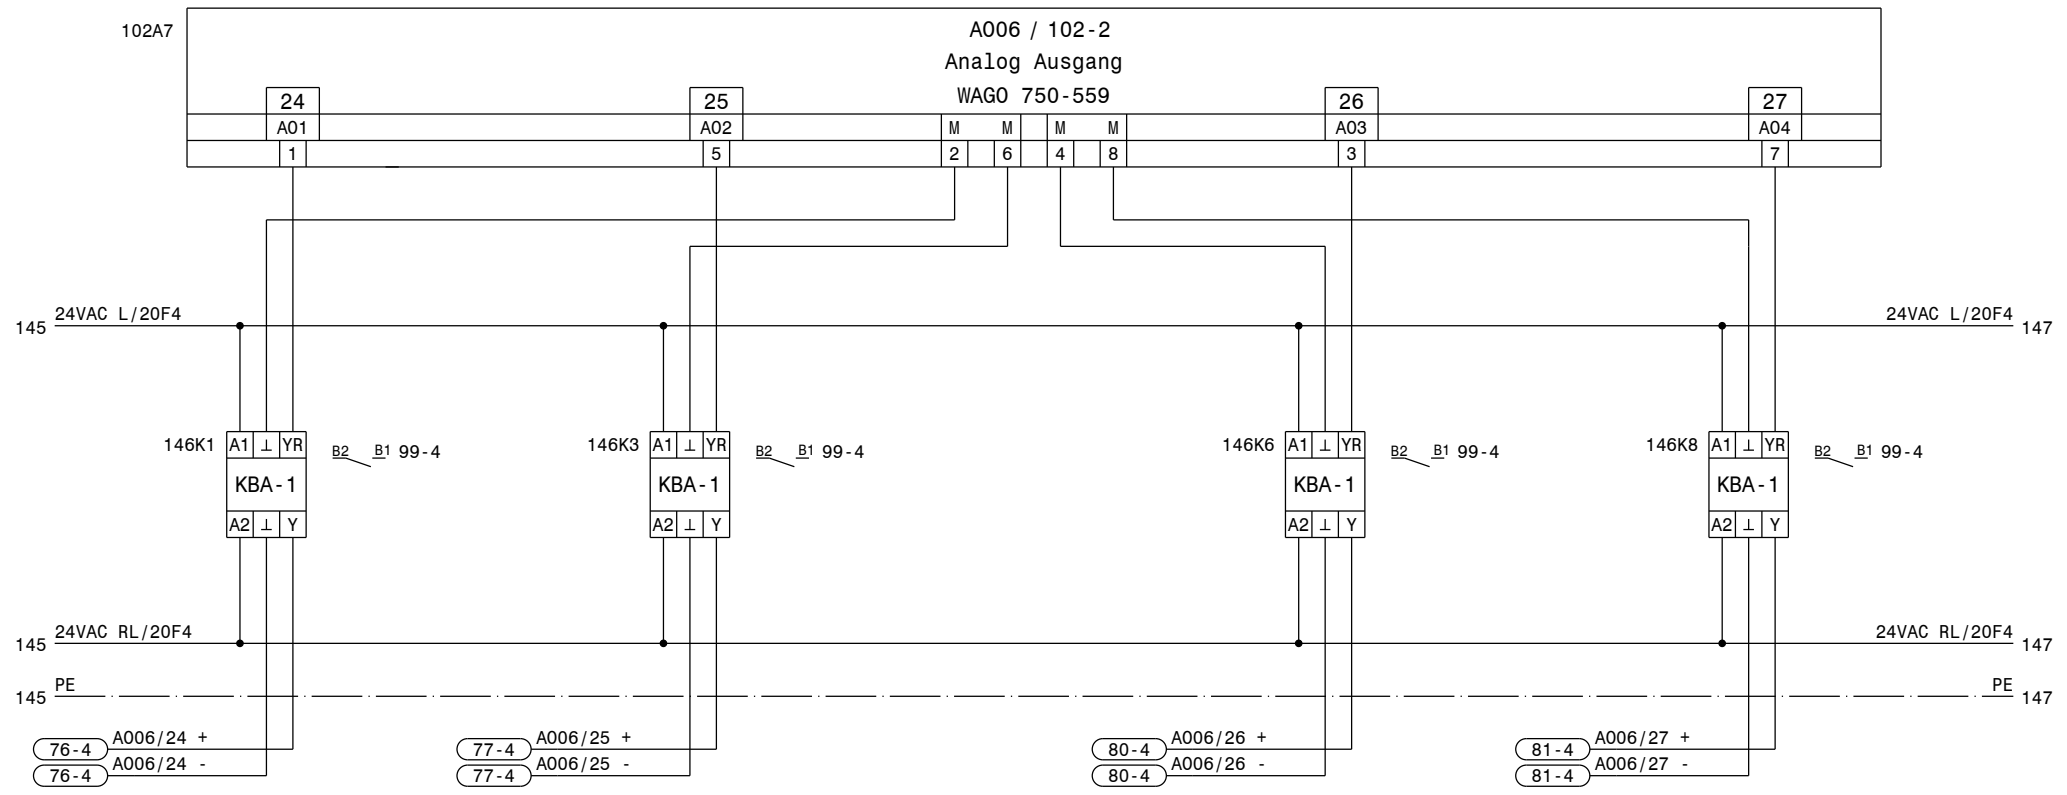 102A7
A006 / 102-2
Analog Ausgang
WAGO 750-559
24 25 26 27
A01 A02 M M M M A03 A04
1 5 2 6 4 8 3 7
145 24VAC L/20F4 24VAC L/20F4 147
146K1 A1 ⊥ YR B2 B1 99-4
146K3 A1 ⊥ YR B2 B1 99-4
146K6 A1 ⊥ YR B2 B1 99-4
146K8 A1 ⊥ YR B2 B1 99-4
KBA-1 KBA-1 KBA-1 KBA-1
A2 ⊥ Y A2 ⊥ Y A2 ⊥ Y A2 ⊥ Y
145 24VAC RL/20F4 24VAC RL/20F4 147
145 PE PE 147
76-4 A006/24 + 77-4 A006/25 + 80-4 A006/26 + 81-4 A006/27 +
76-4 A006/24 - 77-4 A006/25 - 80-4 A006/26 - 81-4 A006/27 -